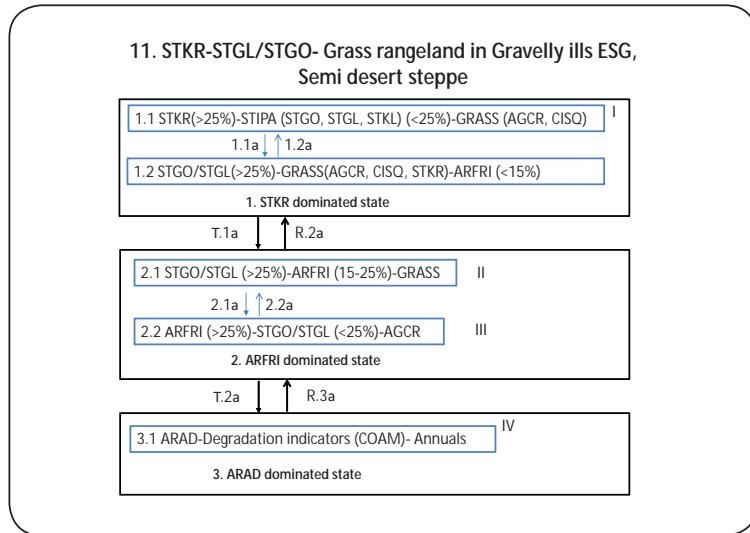 11. STKR-STGL/STGO- Grass rangeland in Gravelly ills ESG,
Semi desert steppe
1.1 STKR(>25%)-STIPA (STGO, STGL, STKL) (<25%)-GRASS (AGCR, CISQ)
I
1.1a 1.2a
1.2 STGO/STGL(>25%)-GRASS(AGCR, CISQ, STKR)-ARFRI (<15%)
1. STKR dominated state
T.1a R.2a
2.1 STGO/STGL (>25%)-ARFRI (15-25%)-GRASS
II
2.1a 2.2a
2.2 ARFRI (>25%)-STGO/STGL (<25%)-AGCR
III
2. ARFRI dominated state
T.2a R.3a
IV
3.1 ARAD-Degradation indicators (COAM)- Annuals
3. ARAD dominated state